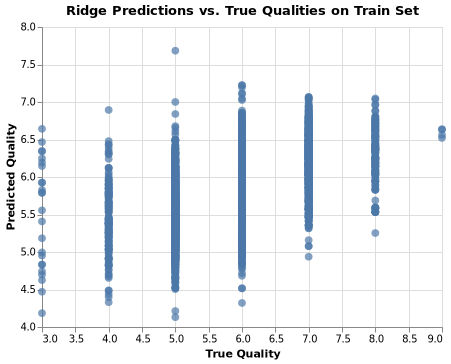 Ridge Predictions vs. True Qualities on Train Set
8.0
7.5
7.0
6.5
6.0
5.5
5.0
4.5
4.0
Predicted Quality
3.0 3.5 4.0 4.5 5.0 5.5 6.0 6.5 7.0 7.5 8.0 8.5 9.0
True Quality